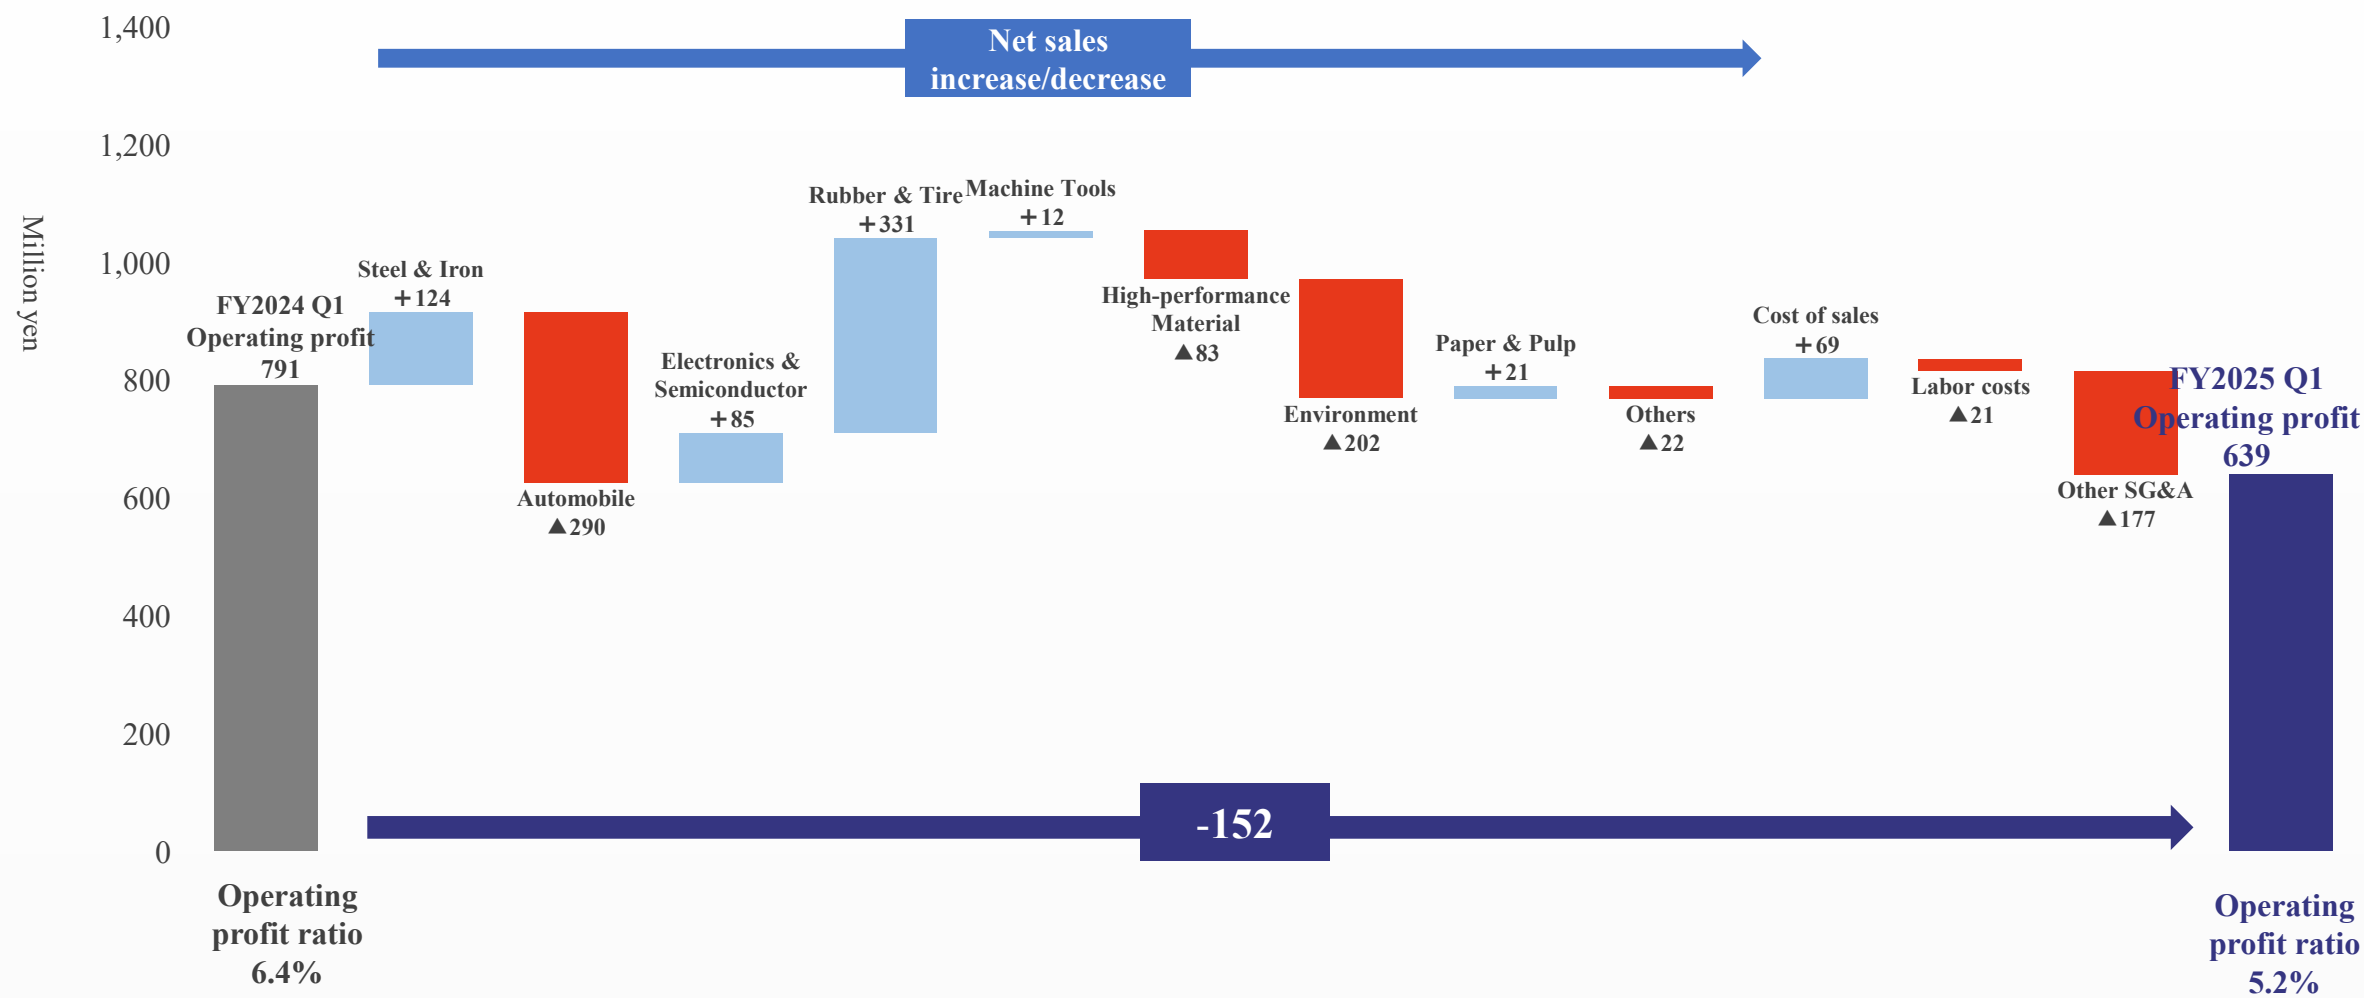 1,400
1,200
1,000
800
600
400
200
0
Million yen
Net sales
increase/decrease
FY2024 Q1
Operating profit
791
Steel & Iron
+124
Automobile
▲290
Electronics &
Semiconductor
+85
Rubber & Tire
+331
Machine Tools
+12
High-performance
Material
▲83
Environment
▲202
Paper & Pulp
+21
Others
▲22
Cost of sales
+69
Labor costs
▲21
Other SG&A
▲177
FY2025 Q1
Operating profit
639
-152
Operating
profit ratio
6.4%
Operating
profit ratio
5.2%